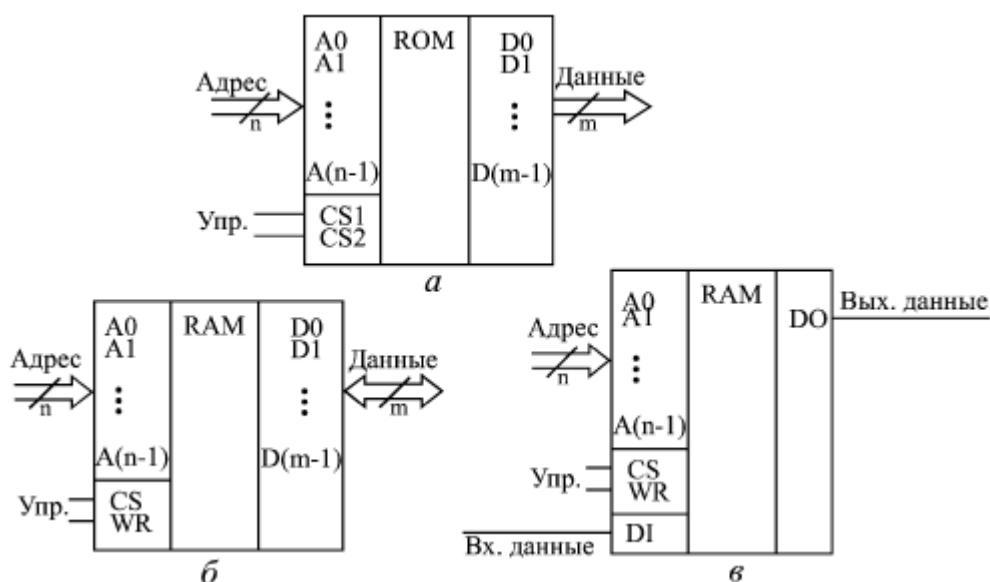 A0 ROM D0
A1 D1
Адрес Данные
n m
A(n-1) D(m-1)
Упр. CS1
CS2
а
A0 RAM D0
A1 D1
Адрес Данные
n m
A(n-1) D(m-1)
Упр. CS
WR
б
A0 RAM
A1 DO Вых. данные
Адрес
n
A(n-1)
Упр. CS
WR
DI
Вх. данные
в